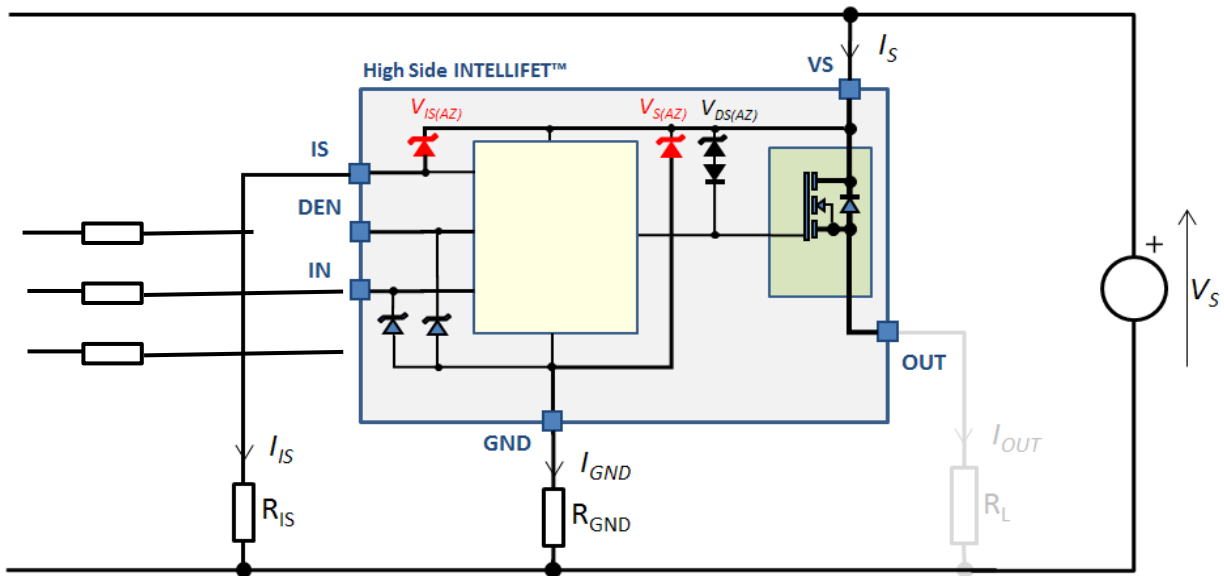 I_S
VS
High Side INTELLIFET™
V_IS(AZ)
V_S(AZ)
V_DS(AZ)
IS
DEN
IN
+
V_S
OUT
GND
I_IS
I_GND
I_OUT
R_IS
R_GND
R_L